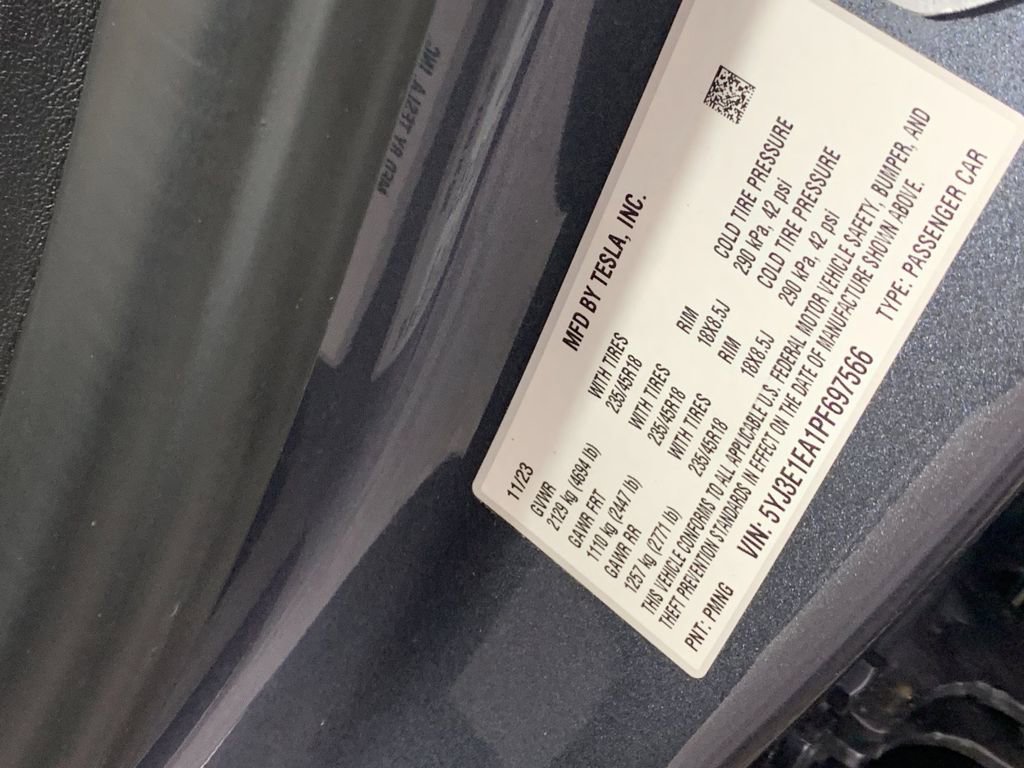 MFD BY TESLA, INC.
11/23
GVWR WITH TIRES RIM COLD TIRE PRESSURE
2129 kg (4694 lb) 235/45R18 18X8.5J 290 kPa, 42 psi
GAWR FRT WITH TIRES RIM COLD TIRE PRESSURE
1110 kg (2447 lb) 235/45R18 18X8.5J 290 kPa, 42 psi
GAWR RR WITH TIRES
1257 kg (2771 lb) 235/45R18
THIS VEHICLE CONFORMS TO ALL APPLICABLE U.S. FEDERAL MOTOR VEHICLE SAFETY, BUMPER, AND
THEFT PREVENTION STANDARDS IN EFFECT ON THE DATE OF MANUFACTURE SHOWN ABOVE.
VIN: 5YJ3E1EA1PF697566 TYPE: PASSENGER CAR
PNT: PMNG
MFD BY TESLA, INC.